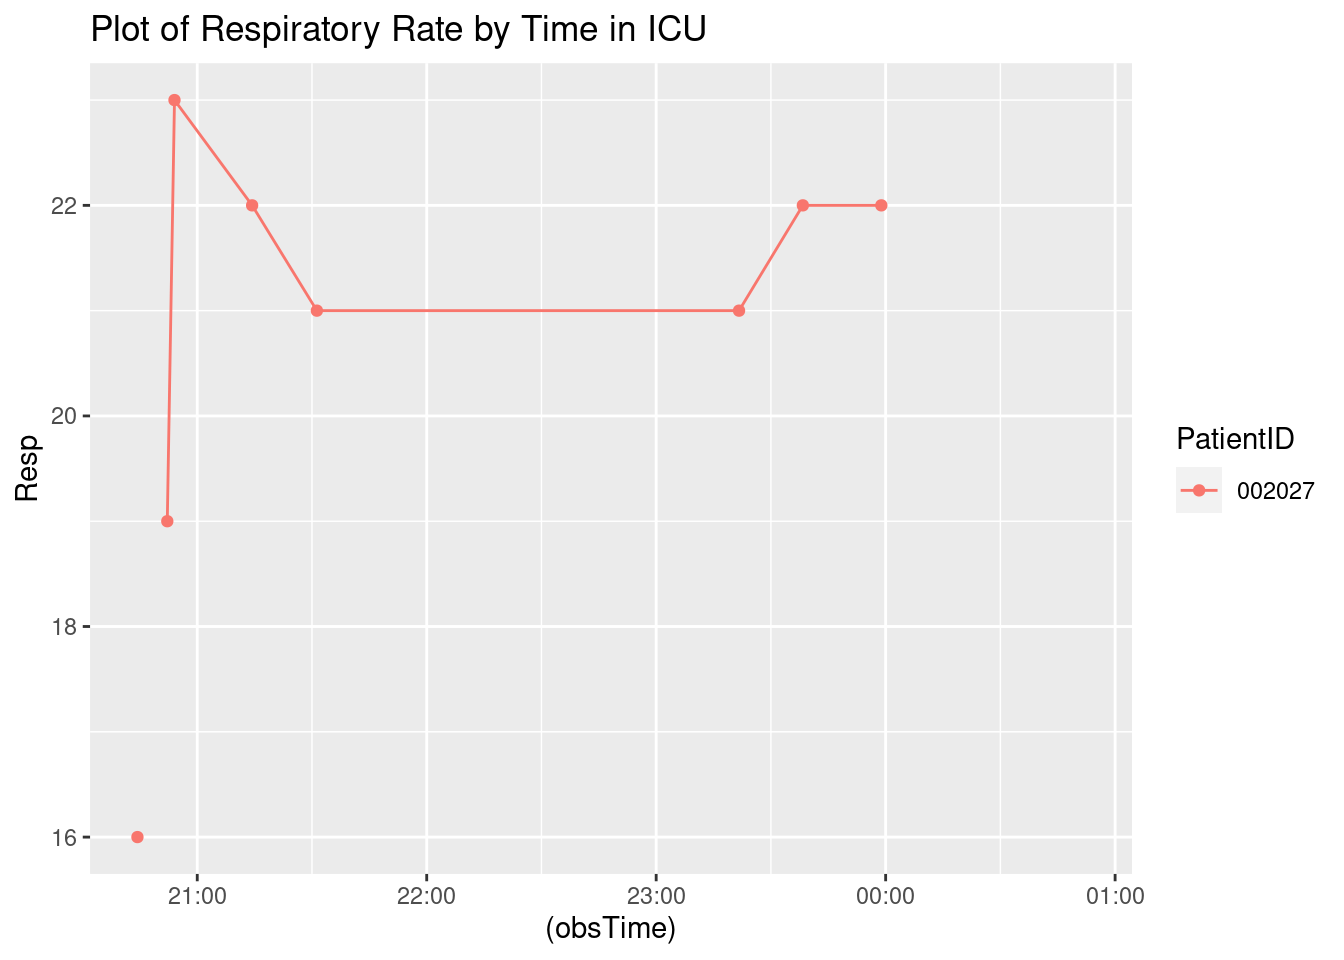 Plot of Respiratory Rate by Time in ICU
22
20
18
16
Resp
21:00
22:00
23:00
00:00
01:00
(obsTime)
PatientID
002027